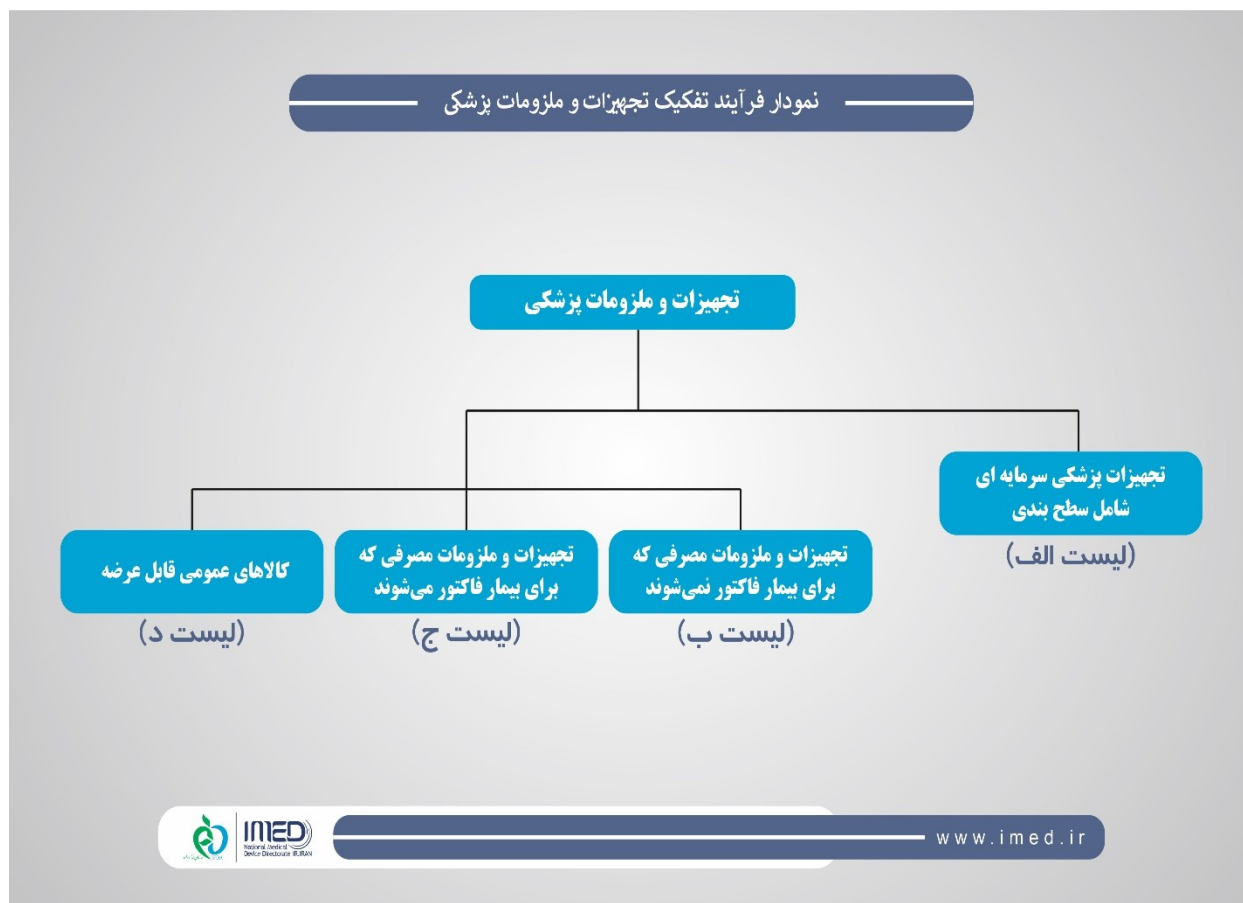 نمودار فرآیند تفکیک تجهیزات و ملزومات پزشکی
تجهیزات و ملزومات پزشکی
تجهیزات پزشکی سرمایه ای
شامل سطح بندی
(لیست الف)
تجهیزات و ملزومات مصرفی که
برای بیمار فاکتور نمی‌شوند
(لیست ب)
تجهیزات و ملزومات مصرفی که
برای بیمار فاکتور می‌شوند
(لیست ج)
کالاهای عمومی قابل عرضه
(لیست د)
IMED
National Medical
Device Directorate IR.IRAN
www.imed.ir